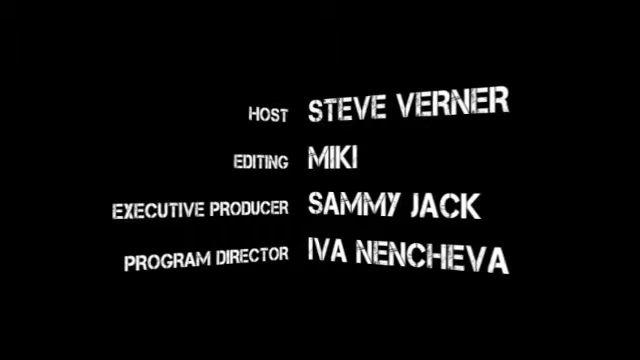 HOST STEVE VERNER
EDITING MIKI
EXECUTIVE PRODUCER SAMMY JACK
PROGRAM DIRECTOR IVA NENCHEVA